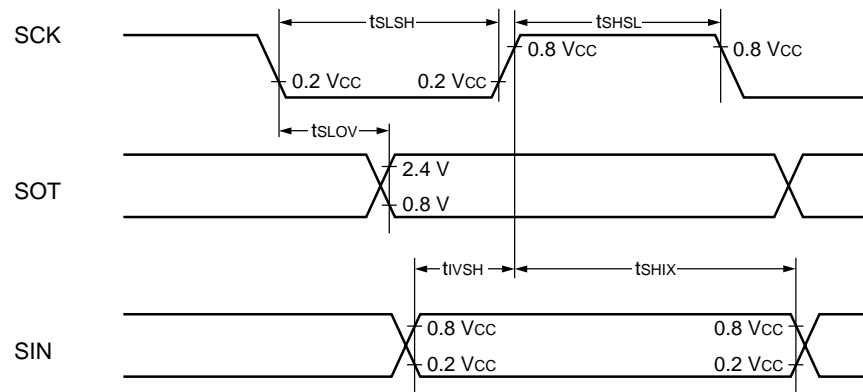 tSLSH tSHSL
SCK
0.8 VCC 0.8 VCC
0.2 VCC 0.2 VCC
tSLOV
SOT
2.4 V
0.8 V
tIVSH tSHIX
SIN
0.8 VCC 0.8 VCC
0.2 VCC 0.2 VCC